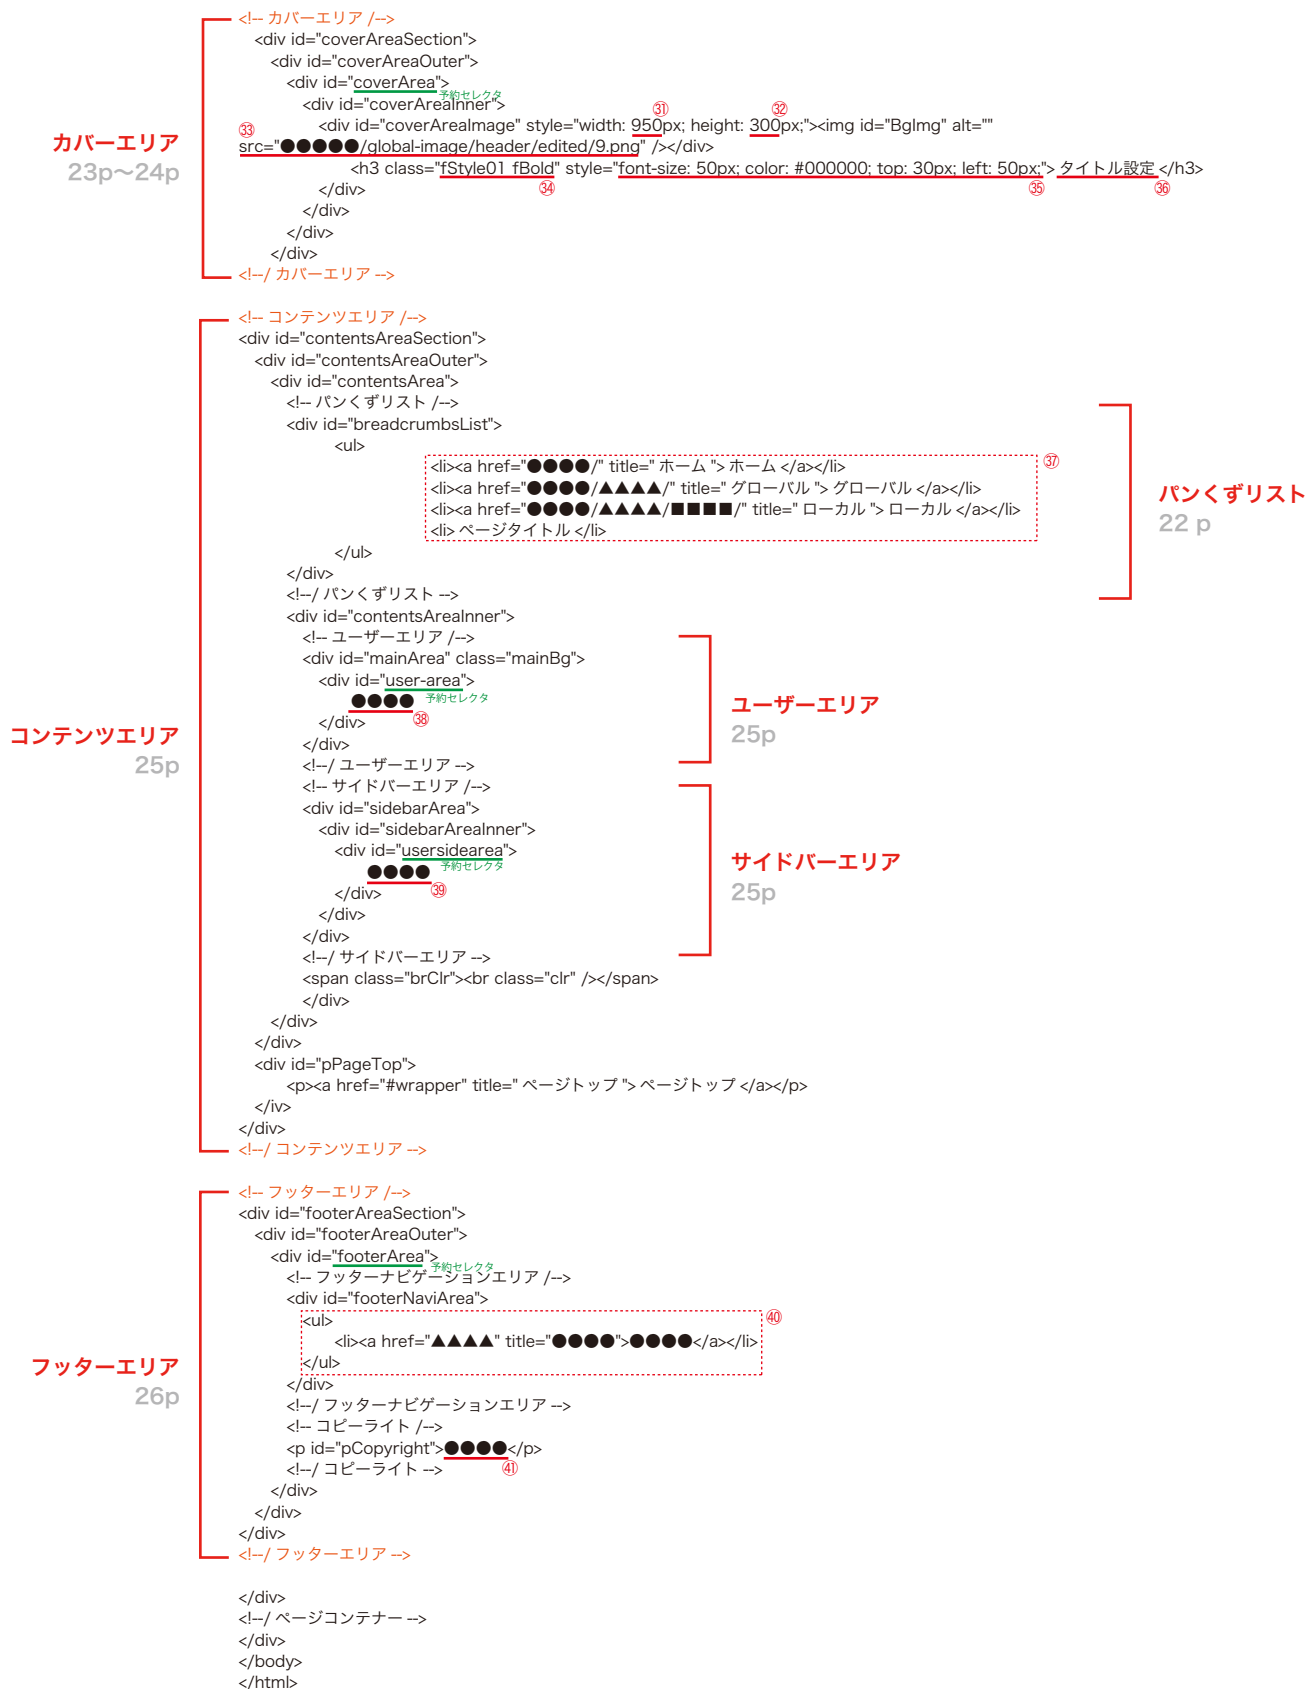 <!-- カバーエリア /-->
<div id="coverAreaSection">
<div id="coverAreaOuter">
<div id="coverArea">
予約セレクタ
<div id="coverAreaInner">
㉛ ㉜
<div id="coverAreaImage" style="width: 950px; height: 300px;"><img id="BgImg" alt=""
㉝
src="●●●●●/global-image/header/edited/9.png" /></div>
<h3 class="fStyle01 fBold" style="font-size: 50px; color: #000000; top: 30px; left: 50px;"> タイトル設定 </h3>
㉞ ㉟ ㊱
</div>
</div>
</div>
</div>
<!--/ カバーエリア -->
カバーエリア
23p〜24p
<!-- コンテンツエリア /-->
<div id="contentsAreaSection">
<div id="contentsAreaOuter">
<div id="contentsArea">
<!-- パンくずリスト /-->
<div id="breadcrumbsList">
<ul>
<li><a href="●●●●/" title=" ホーム "> ホーム </a></li>
㊲
<li><a href="●●●●/▲▲▲▲/" title=" グローバル "> グローバル </a></li>
<li><a href="●●●●/▲▲▲▲/■■■■/" title=" ローカル "> ローカル </a></li>
<li> ページタイトル </li>
</ul>
</div>
<!--/ パンくずリスト -->
パンくずリスト
22 p
<div id="contentsAreaInner">
<!-- ユーザーエリア /-->
<div id="mainArea" class="mainBg">
<div id="user-area">
予約セレクタ
●●●●
㊳
</div>
</div>
<!--/ ユーザーエリア -->
ユーザーエリア
25p
<!-- サイドバーエリア /-->
<div id="sidebarArea">
<div id="sidebarAreaInner">
<div id="usersidearea">
予約セレクタ
●●●●
㊴
</div>
</div>
</div>
<!--/ サイドバーエリア -->
サイドバーエリア
25p
<span class="brClr"><br class="clr" /></span>
</div>
</div>
</div>
<div id="pPageTop">
<p><a href="#wrapper" title=" ページトップ "> ページトップ </a></p>
</iv>
</div>
<!--/ コンテンツエリア -->
コンテンツエリア
25p
<!-- フッターエリア /-->
<div id="footerAreaSection">
<div id="footerAreaOuter">
<div id="footerArea">
予約セレクタ
<!-- フッターナビゲーションエリア /-->
<div id="footerNaviArea">
<ul>
㊵
<li><a href="▲▲▲▲" title="●●●●">●●●●</a></li>
</ul>
</div>
<!--/ フッターナビゲーションエリア -->
<!-- コピーライト /-->
<p id="pCopyright">●●●●</p>
㊶
<!--/ コピーライト -->
</div>
</div>
</div>
<!--/ フッターエリア -->
フッターエリア
26p
</div>
<!--/ ページコンテナー -->
</div>
</body>
</html>